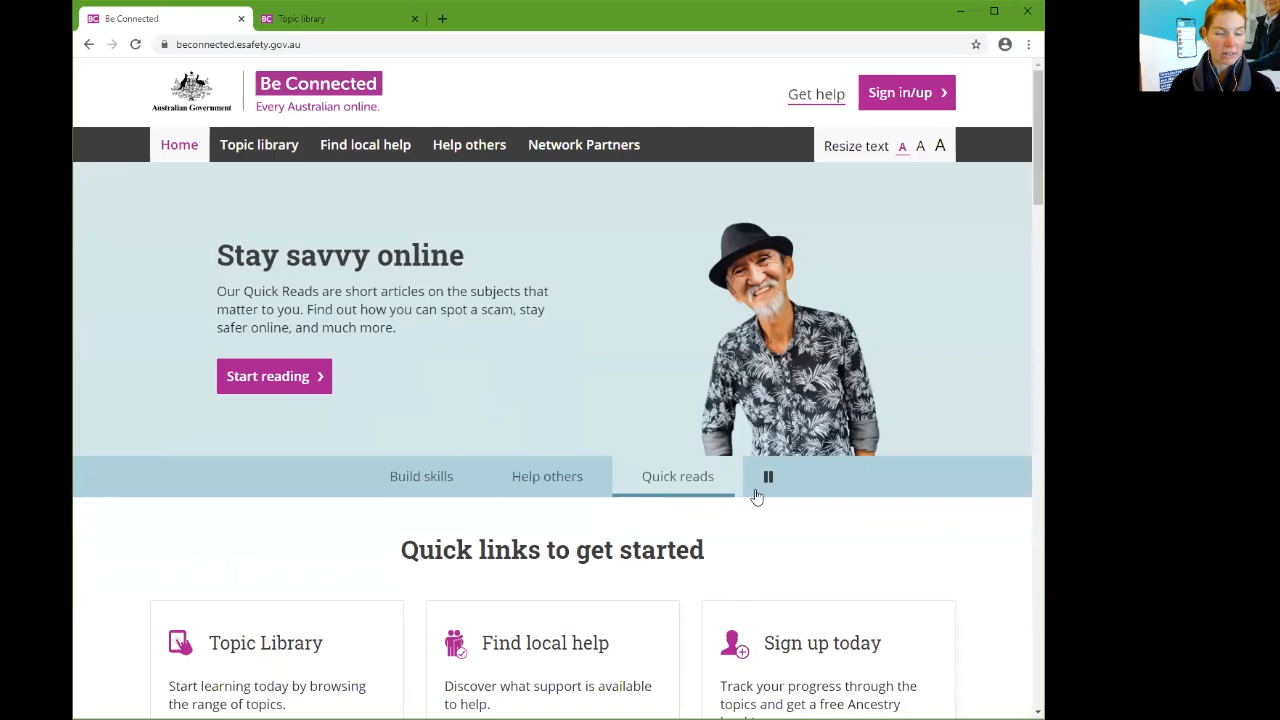 Be Connected
Topic library
beconnected.esafety.gov.au
Australian Government
Be Connected
Every Australian online.
Get help
Sign in/up
Home
Topic library
Find local help
Help others
Network Partners
Resize text A A A
Stay savvy online
Our Quick Reads are short articles on the subjects that
matter to you. Find out how you can spot a scam, stay
safer online, and much more.
Start reading
Build skills
Help others
Quick reads
Quick links to get started
Topic Library
Start learning today by browsing
the range of topics.
Find local help
Discover what support is available
to help.
Sign up today
Track your progress through the
topics and get a free Ancestry